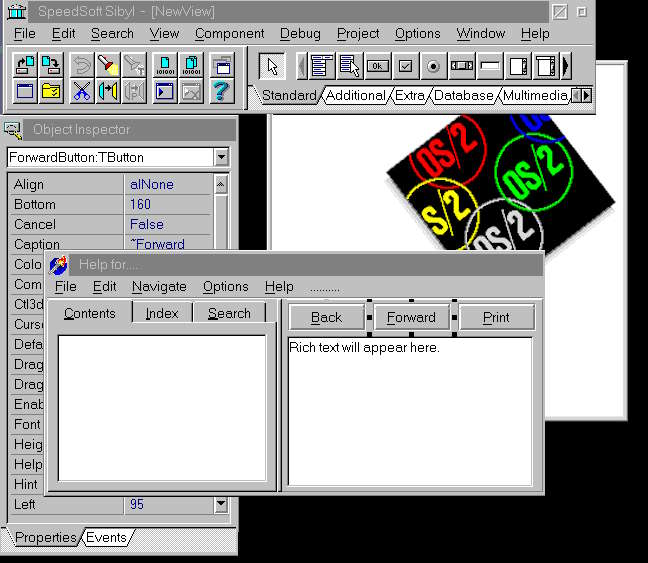 SpeedSoft Sibyl - [NewView]
File Edit Search View Component Debug Project Options Window Help
Ok
Standard Additional Extra Database Multimedia
Object Inspector
ForwardButton:TButton
Align alNone
Bottom 160
Cancel False
Caption ~Forward
Colo
Com
Ctl3d
Curso
Defa
Drag
Drag
Enab
Font
Heig
Help
Hint
Left 95
Properties Events
Help for....
File Edit Navigate Options Help ..........
Contents Index Search
Back Forward Print
Rich text will appear here.
OS/2
OS/2
S/2
OS/2